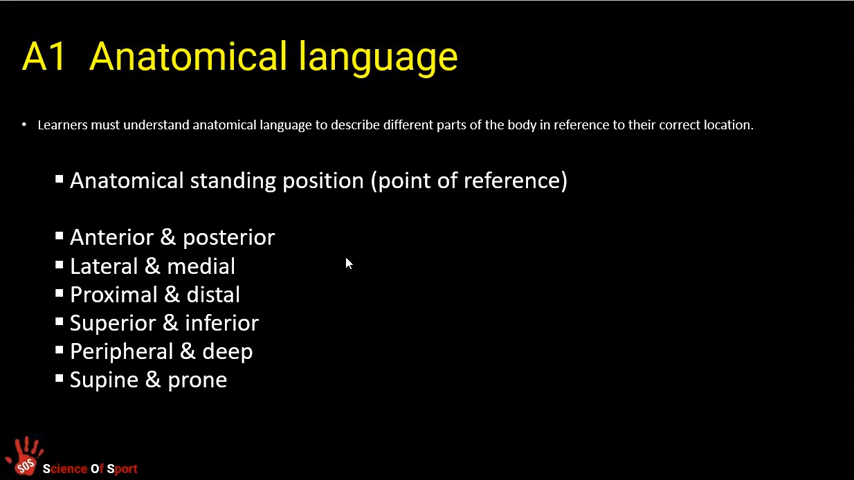 A1 Anatomical language
• Learners must understand anatomical language to describe different parts of the body in reference to their correct location.
▪ Anatomical standing position (point of reference)
▪ Anterior & posterior
▪ Lateral & medial
▪ Proximal & distal
▪ Superior & inferior
▪ Peripheral & deep
▪ Supine & prone
SOS Science Of Sport